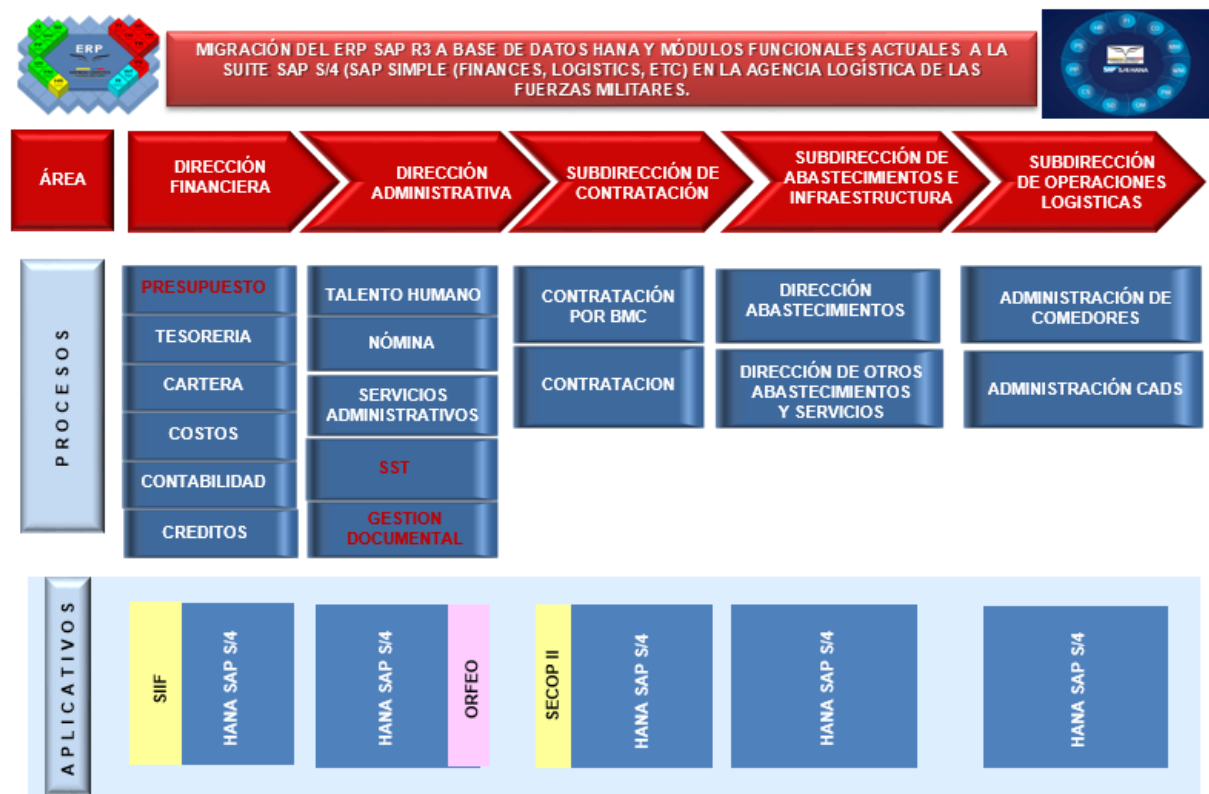 ERP
MIGRACIÓN DEL ERP SAP R3 A BASE DE DATOS HANA Y MÓDULOS FUNCIONALES ACTUALES A LA
SUITE SAP S/4 (SAP SIMPLE (FINANCES, LOGISTICS, ETC) EN LA AGENCIA LOGÍSTICA DE LAS
FUERZAS MILITARES.
ÁREA
DIRECCIÓN
FINANCIERA
DIRECCIÓN
ADMINISTRATIVA
SUBDIRECCIÓN DE
CONTRATACIÓN
SUBDIRECCIÓN DE
ABASTECIMIENTOS E
INFRAESTRUCTURA
SUBDIRECCIÓN
DE OPERACIONES
LOGISTICAS
PROCESOS
PRESUPUESTO
TESORERIA
CARTERA
COSTOS
CONTABILIDAD
CREDITOS
TALENTO HUMANO
NÓMINA
SERVICIOS
ADMINISTRATIVOS
SST
GESTION
DOCUMENTAL
CONTRATACIÓN
POR BMC
CONTRATACION
DIRECCIÓN
ABASTECIMIENTOS
DIRECCIÓN DE OTROS
ABASTECIMIENTOS
Y SERVICIOS
ADMINISTRACIÓN DE
COMEDORES
ADMINISTRACIÓN CADS
APLICATIVOS
SIIF
HANA SAP S/4
HANA SAP S/4
ORFEO
SECOP II
HANA SAP S/4
HANA SAP S/4
HANA SAP S/4